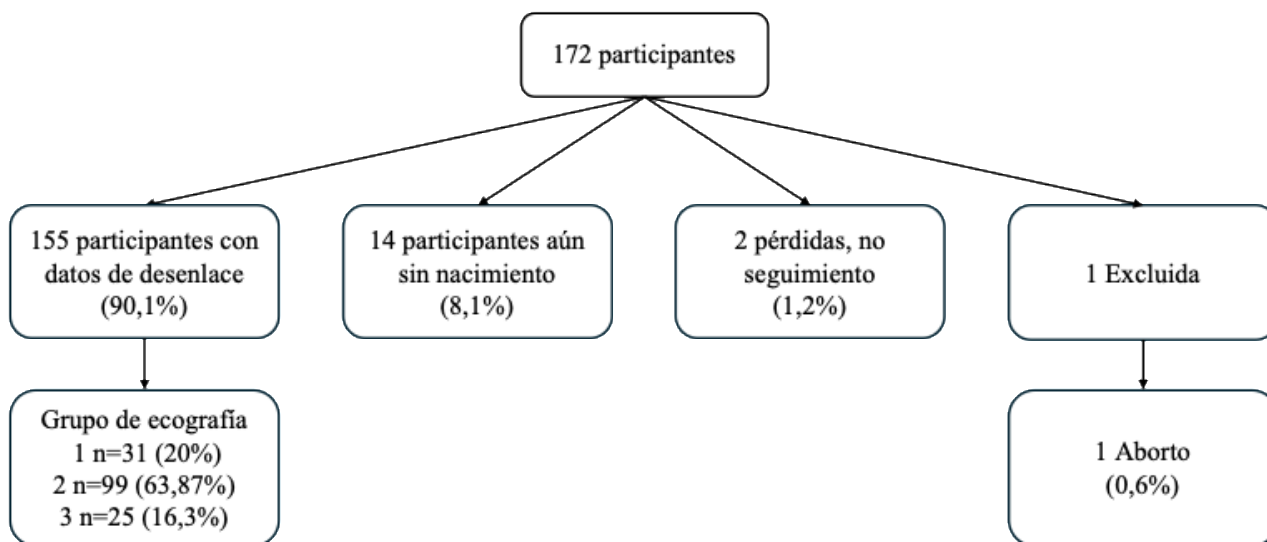 172 participantes
155 participantes con
datos de desenlace
(90,1%)
14 participantes aún
sin nacimiento
(8,1%)
2 pérdidas, no
seguimiento
(1,2%)
1 Excluida
Grupo de ecografía
1 n=31 (20%)
2 n=99 (63,87%)
3 n=25 (16,3%)
1 Aborto
(0,6%)